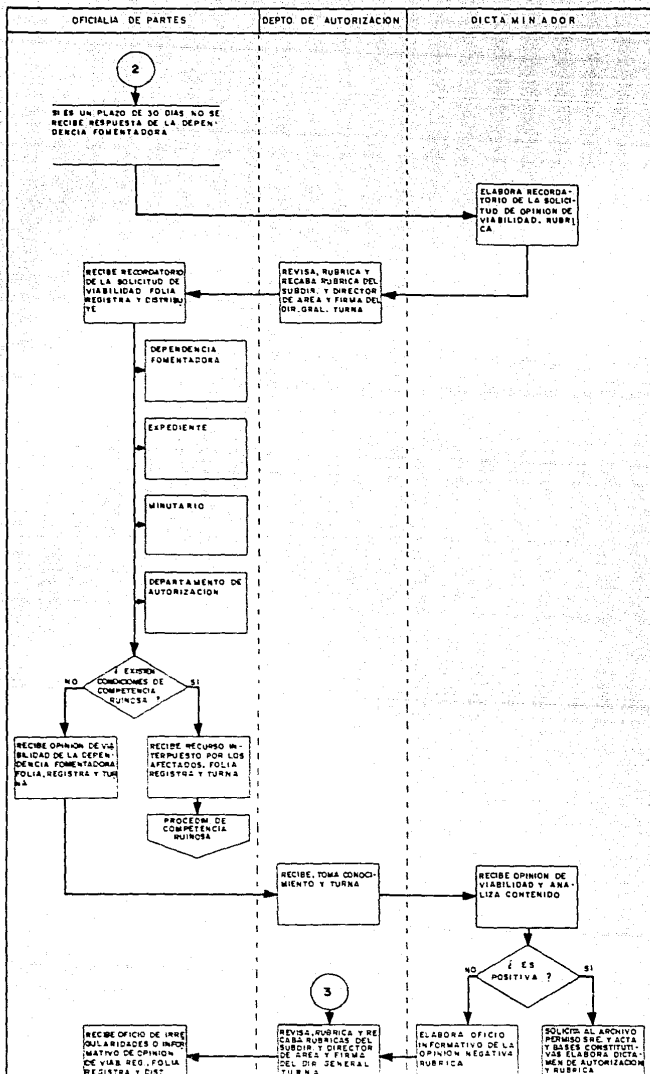 OFICIALIA DE PARTES
DEPTO DE AUTORIZACION
DICTAMINADOR
2
SI ES UN PLAZO DE 30 DIAS NO SE
RECIBE RESPUESTA DE LA DEPEN-
DENCIA FOMENTADORA
ELABORA RECORDA-
TORIO DE LA SOLICI-
TUD DE OPINION DE
VIABILIDAD. RUBRI
CA
REVISA, RUBRICA Y
RECABA RUBRICA DEL
SUBDIR. Y DIRECTOR
DE AREA Y FIRMA DEL
DIR. GRAL. TURNA
RECIBE RECORDATORIO
DE LA SOLICITUD DE
VIABILIDAD FOLIA
REGISTRA Y DISTRIBU
YE
DEPENDENCIA
FOMENTADORA
EXPEDIENTE
MINUTARIO
DEPARTAMENTO DE
AUTORIZACION
¿ EXISTEN
CONDICIONES DE
COMPETENCIA
RUINOSA ?
NO
SI
RECIBE OPINION DE VIA
BILIDAD DE LA DEPEN-
DENCIA FOMENTADORA
FOLIA, REGISTRA Y TUR
NA
RECIBE RECURSO IN-
TERPUESTO POR LOS
AFECTADOS. FOLIA
REGISTRA Y TURNA
PROCEDIM. DE
COMPETENCIA
RUINOSA
RECIBE, TOMA CONOCI-
MIENTO Y TURNA
RECIBE OPINION DE
VIABILIDAD Y ANA-
LIZA CONTENIDO
¿ ES
POSITIVA ?
NO
SI
3
RECIBE OFICIO DE IRRE
GULARIDADES O INFOR
MATIVO DE OPINION
DE VIAB. REG. FOLIA
REGISTRA Y DIST.
REVISA, RUBRICA Y RE
CABA RUBRICAS DEL
SUBDIR. Y DIRECTOR
DE AREA Y FIRMA
DEL DIR GENERAL
TURNA
ELABORA OFICIO
INFORMATIVO DE LA
OPINION NEGATIVA
RUBRICA
SOLICITA AL ARCHIVO
PERMISO SRE. Y ACTA
Y BASES CONSTITUTI-
VAS ELABORA DICTA-
MEN DE AUTORIZACION
Y RUBRICA